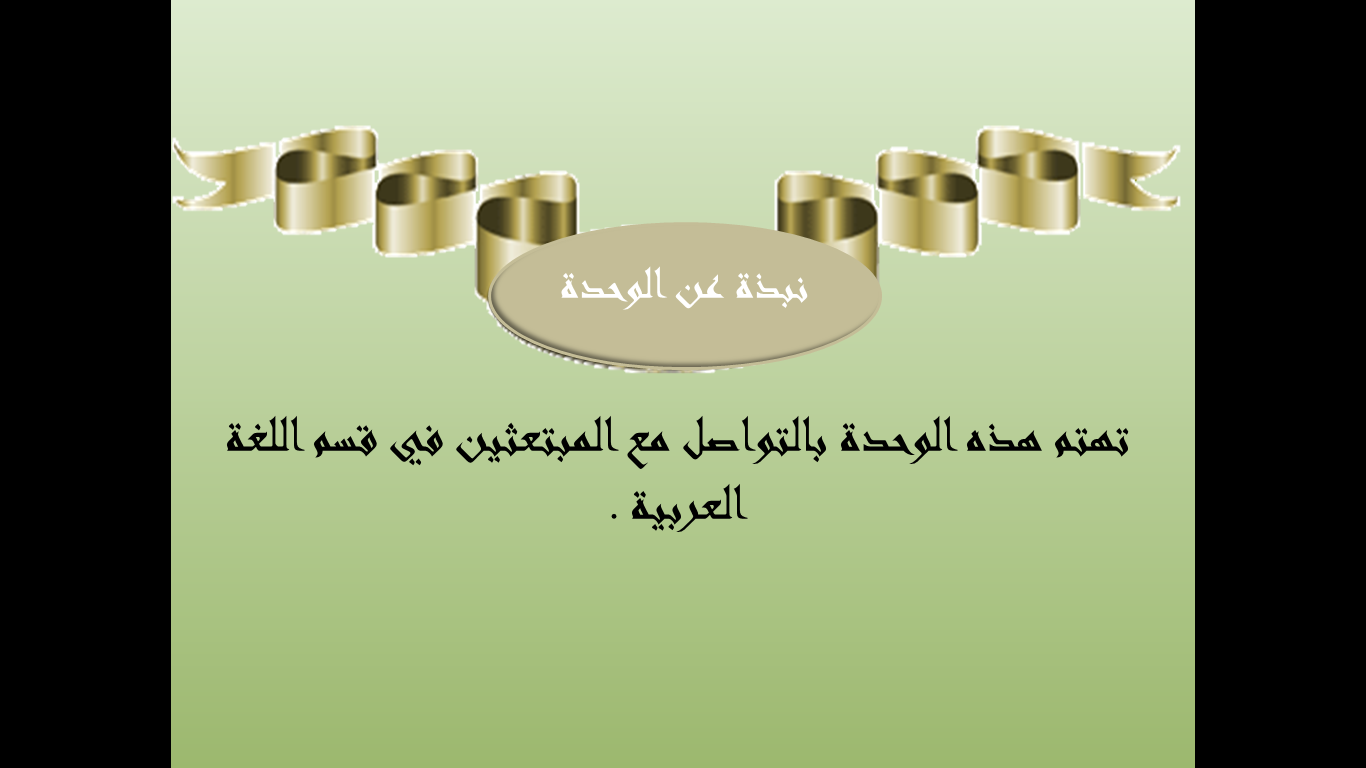 نبذة عن الوحدة
تهتم هذه الوحدة بالتواصل مع المبتعثين في قسم اللغة
العربية .